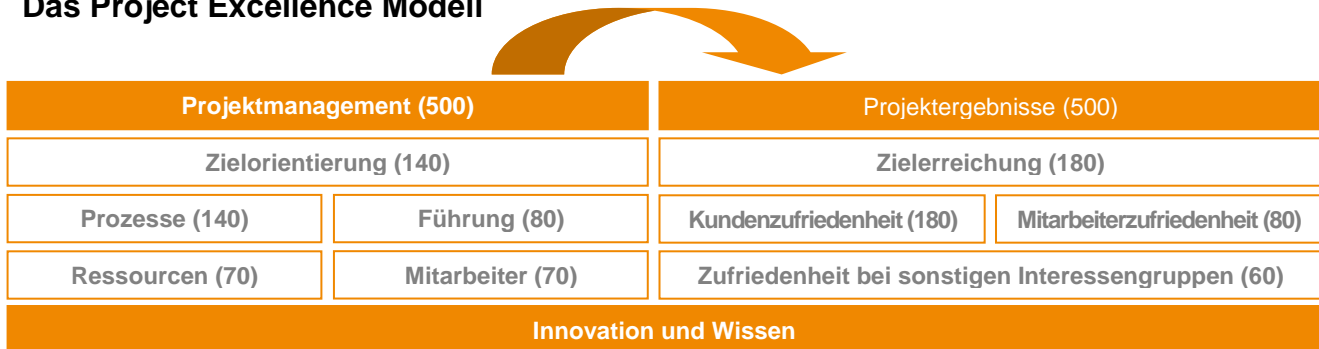 Das Project Excellence Modell
Projektmanagement (500)
Projektergebnisse (500)
Zielorientierung (140)
Zielerreichung (180)
Prozesse (140)
Führung (80)
Kundenzufriedenheit (180)
Mitarbeiterzufriedenheit (80)
Ressourcen (70)
Mitarbeiter (70)
Zufriedenheit bei sonstigen Interessengruppen (60)
Innovation und Wissen